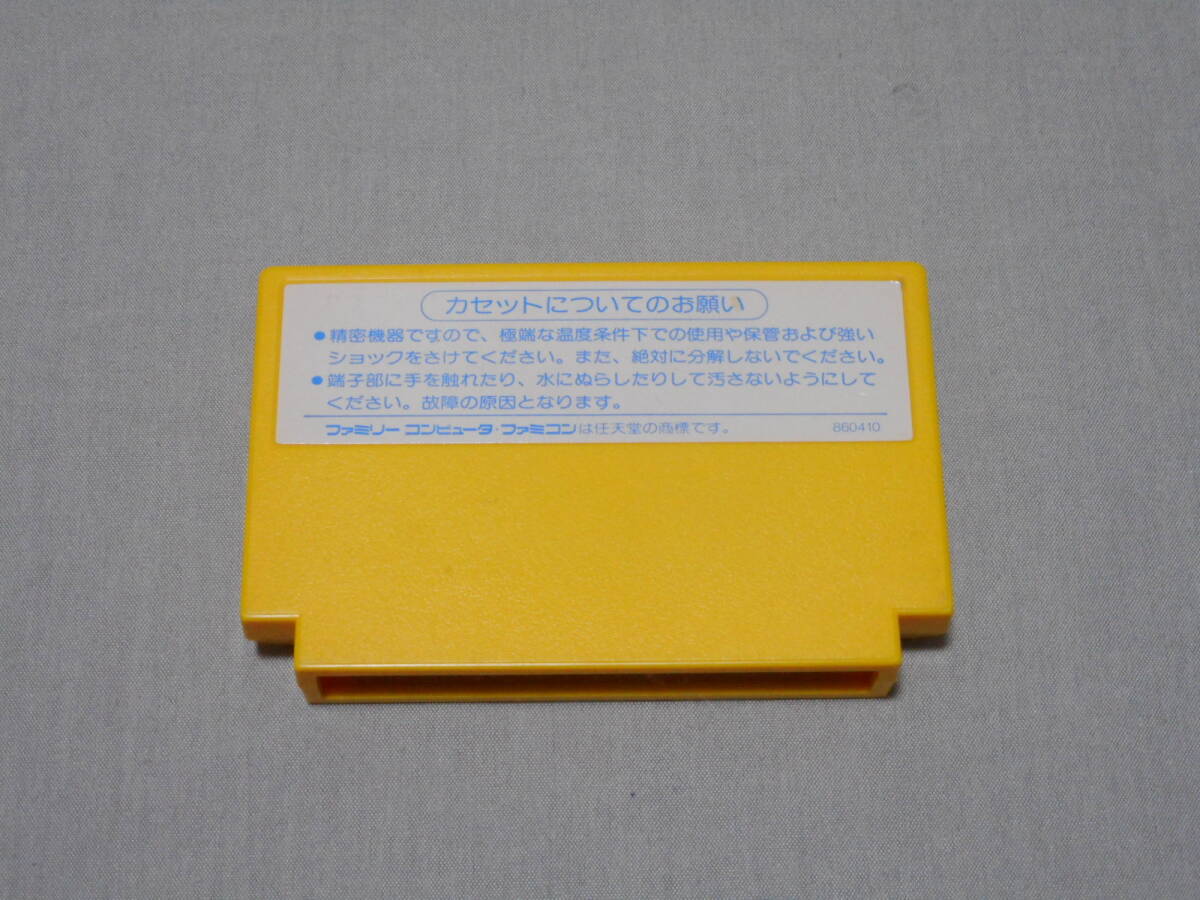 カセットについてのお願い
●精密機器ですので、極端な温度条件下での使用や保管および強い
ショックをさけてください。また、絶対に分解しないでください。
●端子部に手を触れたり、水にぬらしたりして汚さないようにして
ください。故障の原因となります。
ファミリーコンピュータ・ファミコンは任天堂の商標です。 860410